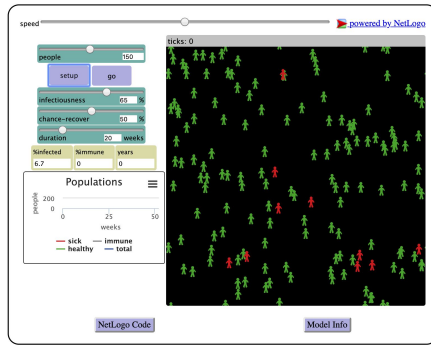 speed
powered by NetLogo
ticks: 0
people 150
setup go
infectiousness 65 %
chance-recover 50 %
duration 20 weeks
%infected %immune years
6.7 0 0
Populations
people
200
0
0 25 50
weeks
sick immune
healthy total
NetLogo Code Model Info